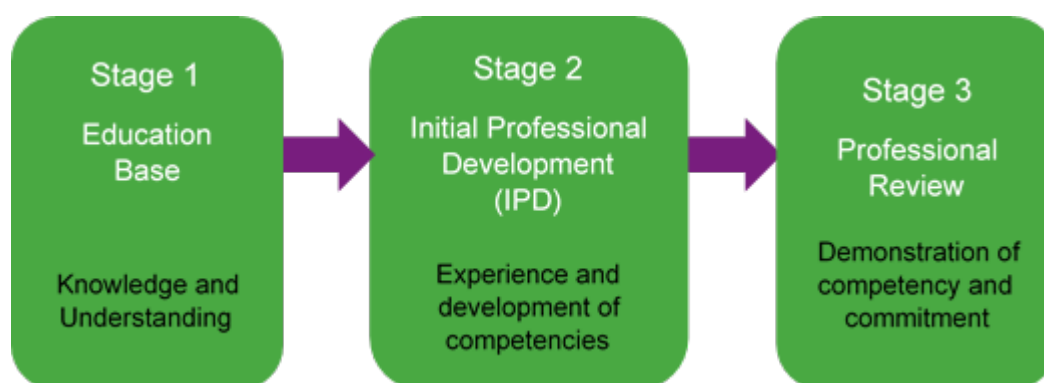 Stage 1
Education
Base
Knowledge and
Understanding
Stage 2
Initial Professional
Development
(IPD)
Experience and
development of
competencies
Stage 3
Professional
Review
Demonstration of
competency and
commitment